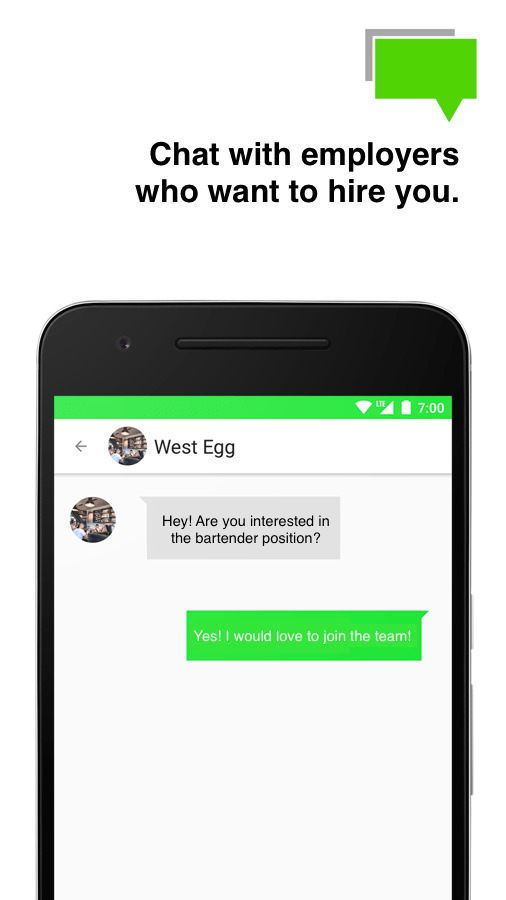 Chat with employers
who want to hire you.
LTE 7:00
West Egg
Hey! Are you interested in
the bartender position?
Yes! I would love to join the team!